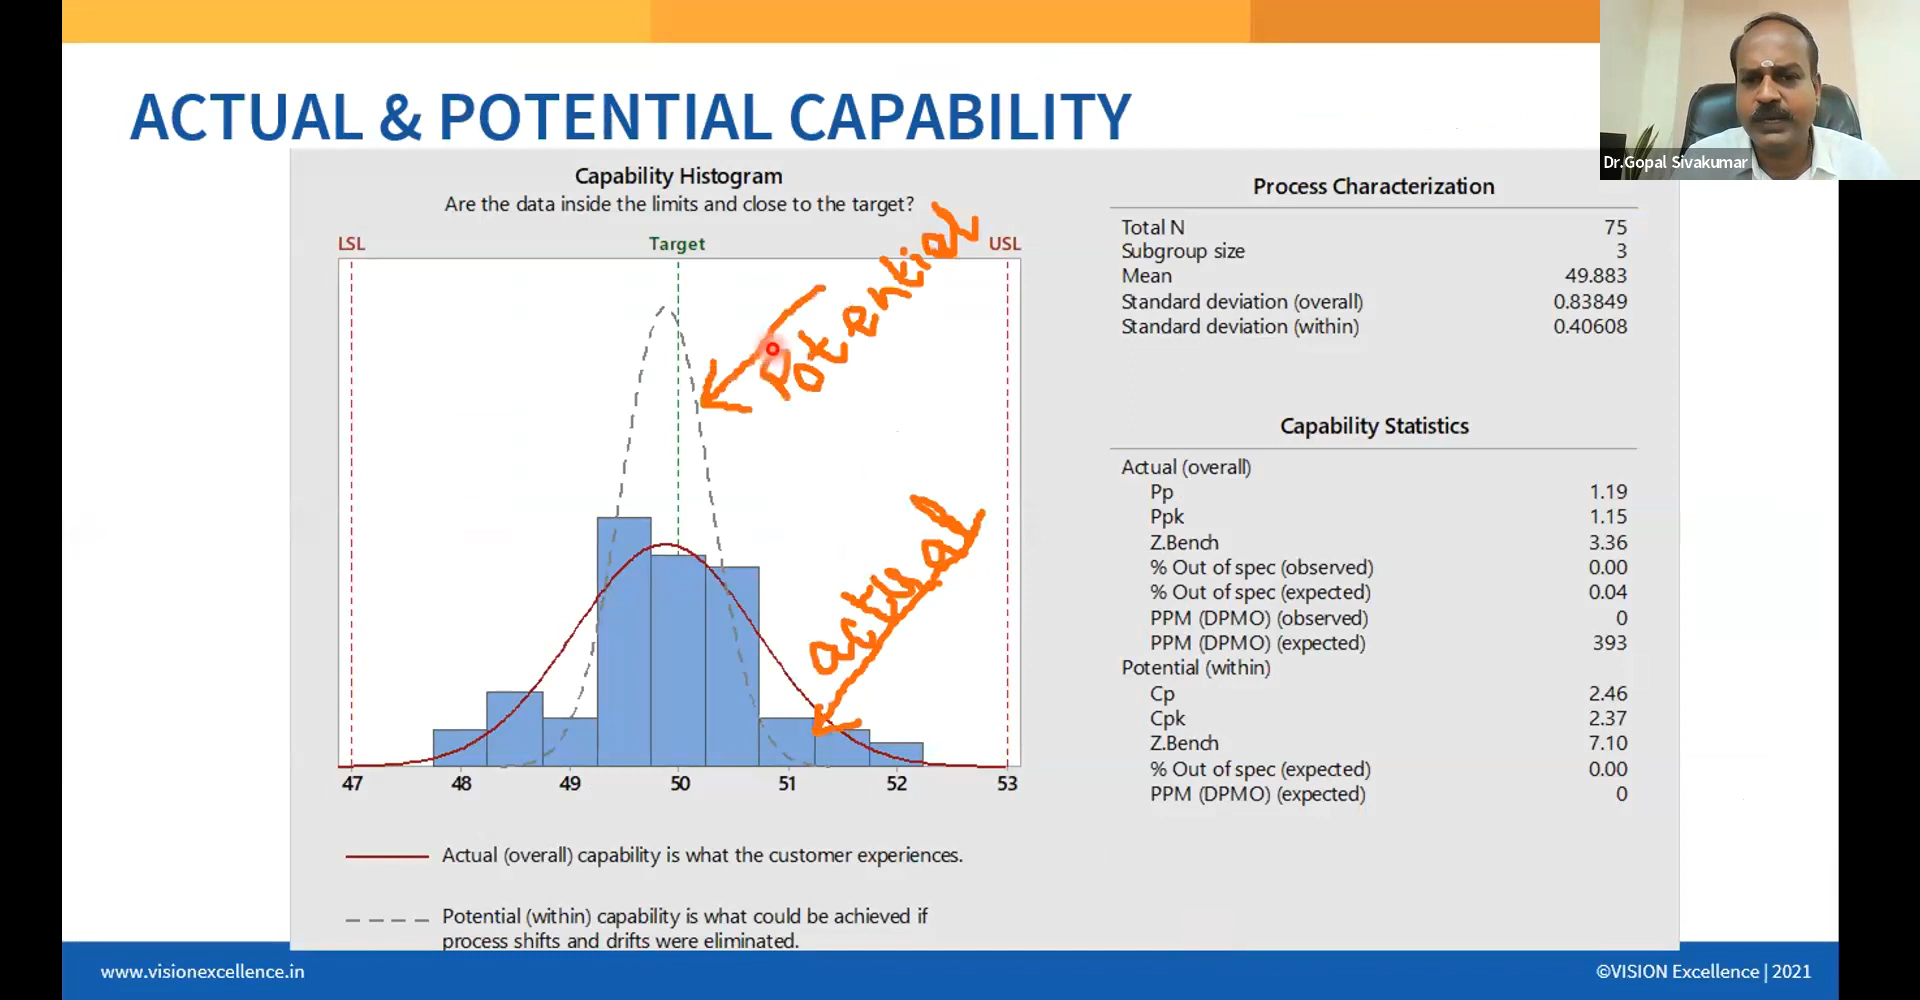 ACTUAL & POTENTIAL CAPABILITY
Dr.Gopal Sivakumar
Capability Histogram
Are the data inside the limits and close to the target?
LSL
Target
USL
Potential
actual
47 48 49 50 51 52 53
Actual (overall) capability is what the customer experiences.
Potential (within) capability is what could be achieved if
process shifts and drifts were eliminated.
Process Characterization
Total N 75
Subgroup size 3
Mean 49.883
Standard deviation (overall) 0.83849
Standard deviation (within) 0.40608
Capability Statistics
Actual (overall)
Pp 1.19
Ppk 1.15
Z.Bench 3.36
% Out of spec (observed) 0.00
% Out of spec (expected) 0.04
PPM (DPMO) (observed) 0
PPM (DPMO) (expected) 393
Potential (within)
Cp 2.46
Cpk 2.37
Z.Bench 7.10
% Out of spec (expected) 0.00
PPM (DPMO) (expected) 0
www.visionexcellence.in
©VISION Excellence | 2021